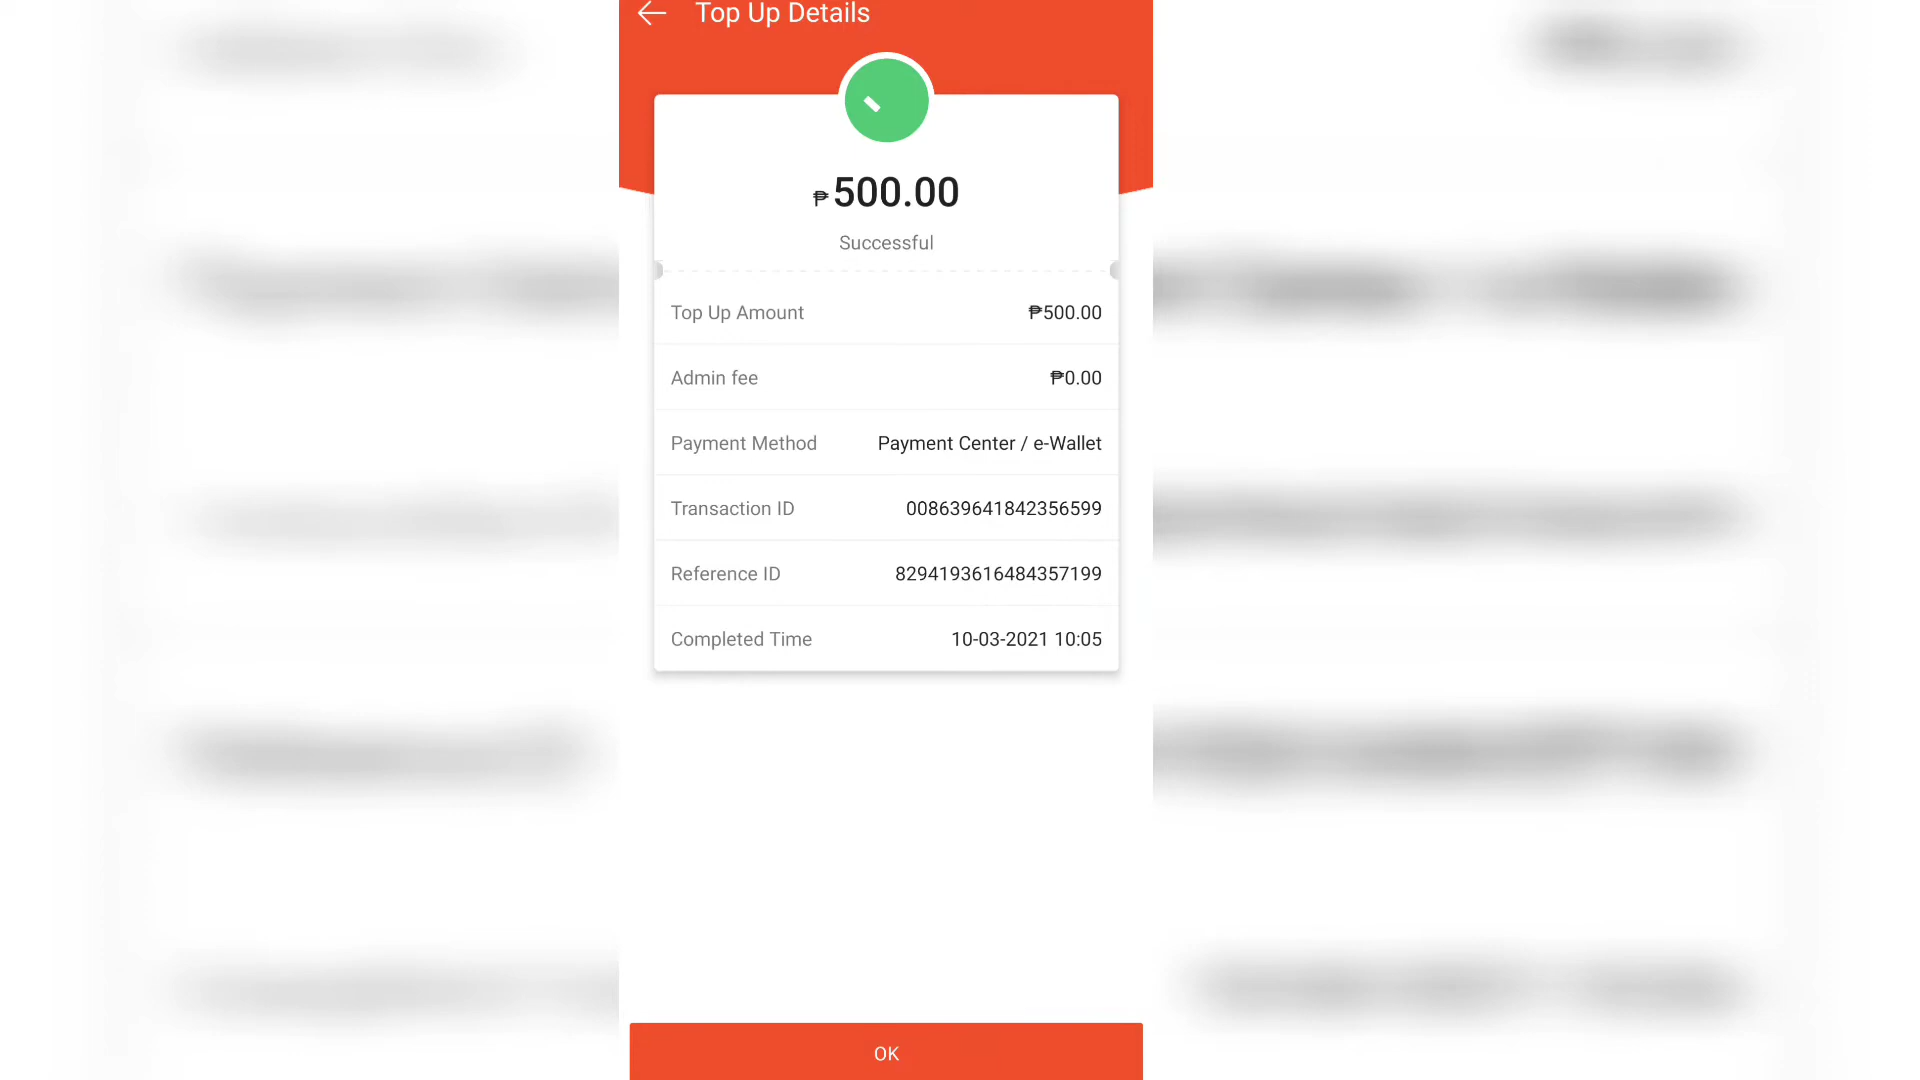 Top Up Details
₱500.00
Successful
Top Up Amount ₱500.00
Admin fee ₱0.00
Payment Method Payment Center / e-Wallet
Transaction ID 008639641842356599
Reference ID 8294193616484357199
Completed Time 10-03-2021 10:05
OK